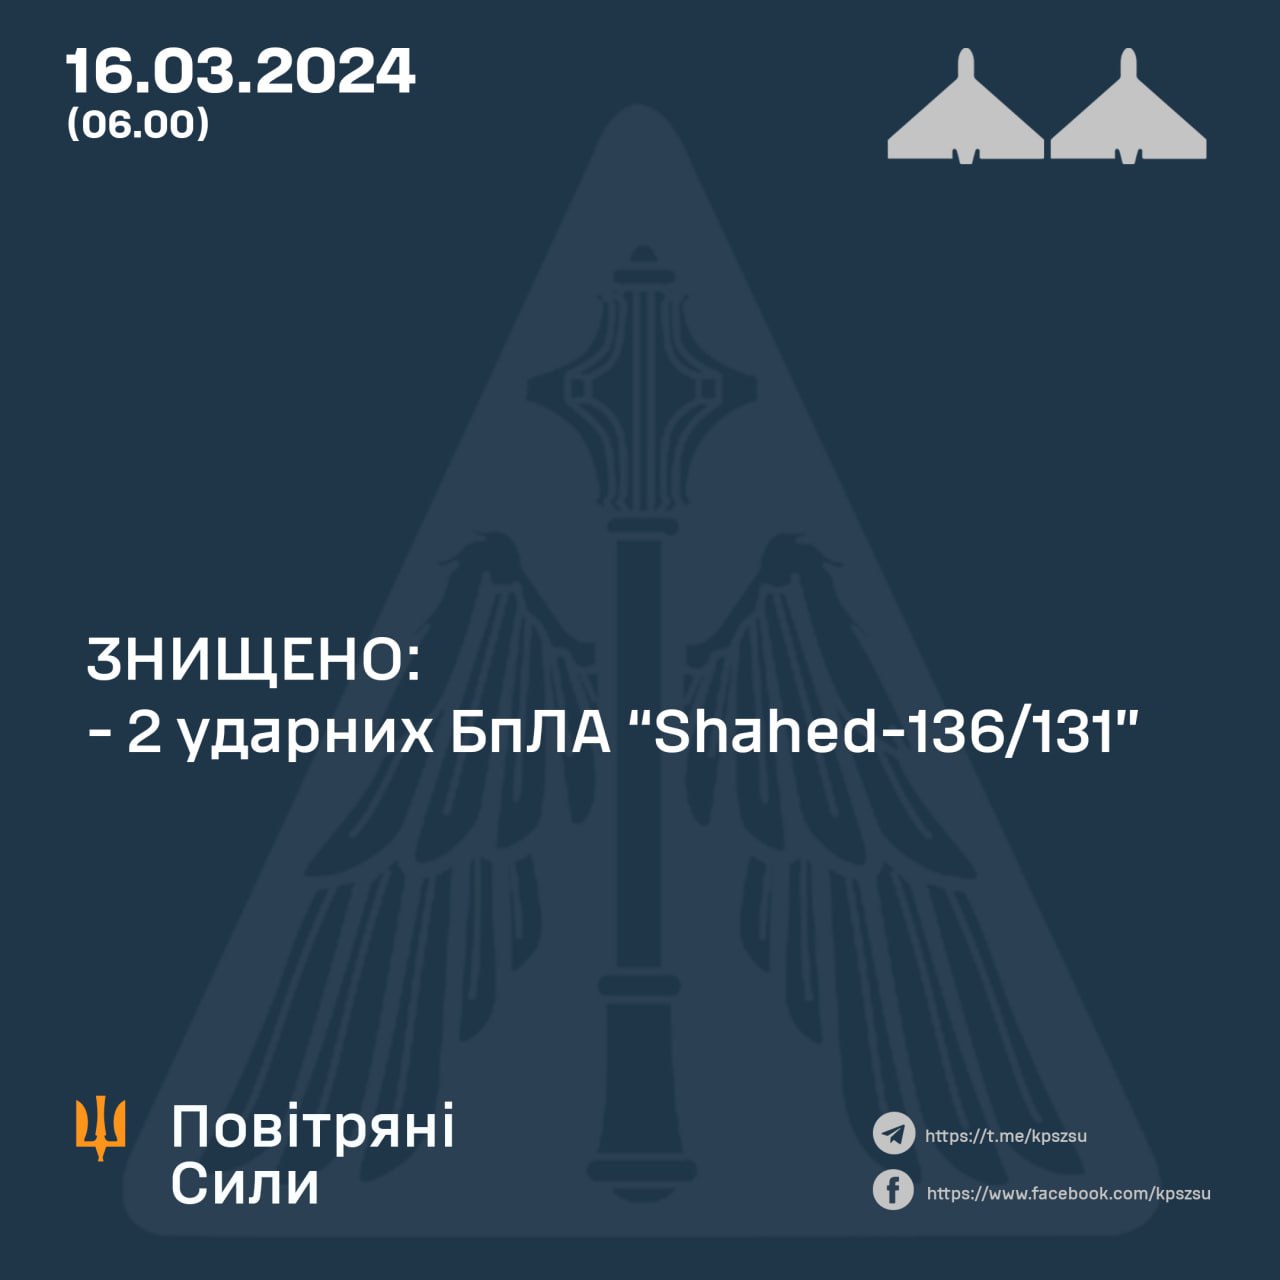 16.03.2024
(06.00)
ЗНИЩЕНО:
- 2 ударних БпЛА “Shahed-136/131”
Повітряні
Сили
https://t.me/kpszsu
https://www.facebook.com/kpszsu